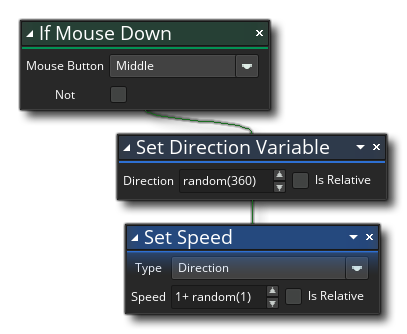 If Mouse Down
Mouse Button Middle
Not
Set Direction Variable
Direction random(360) Is Relative
Set Speed
Type Direction
Speed 1+ random(1) Is Relative